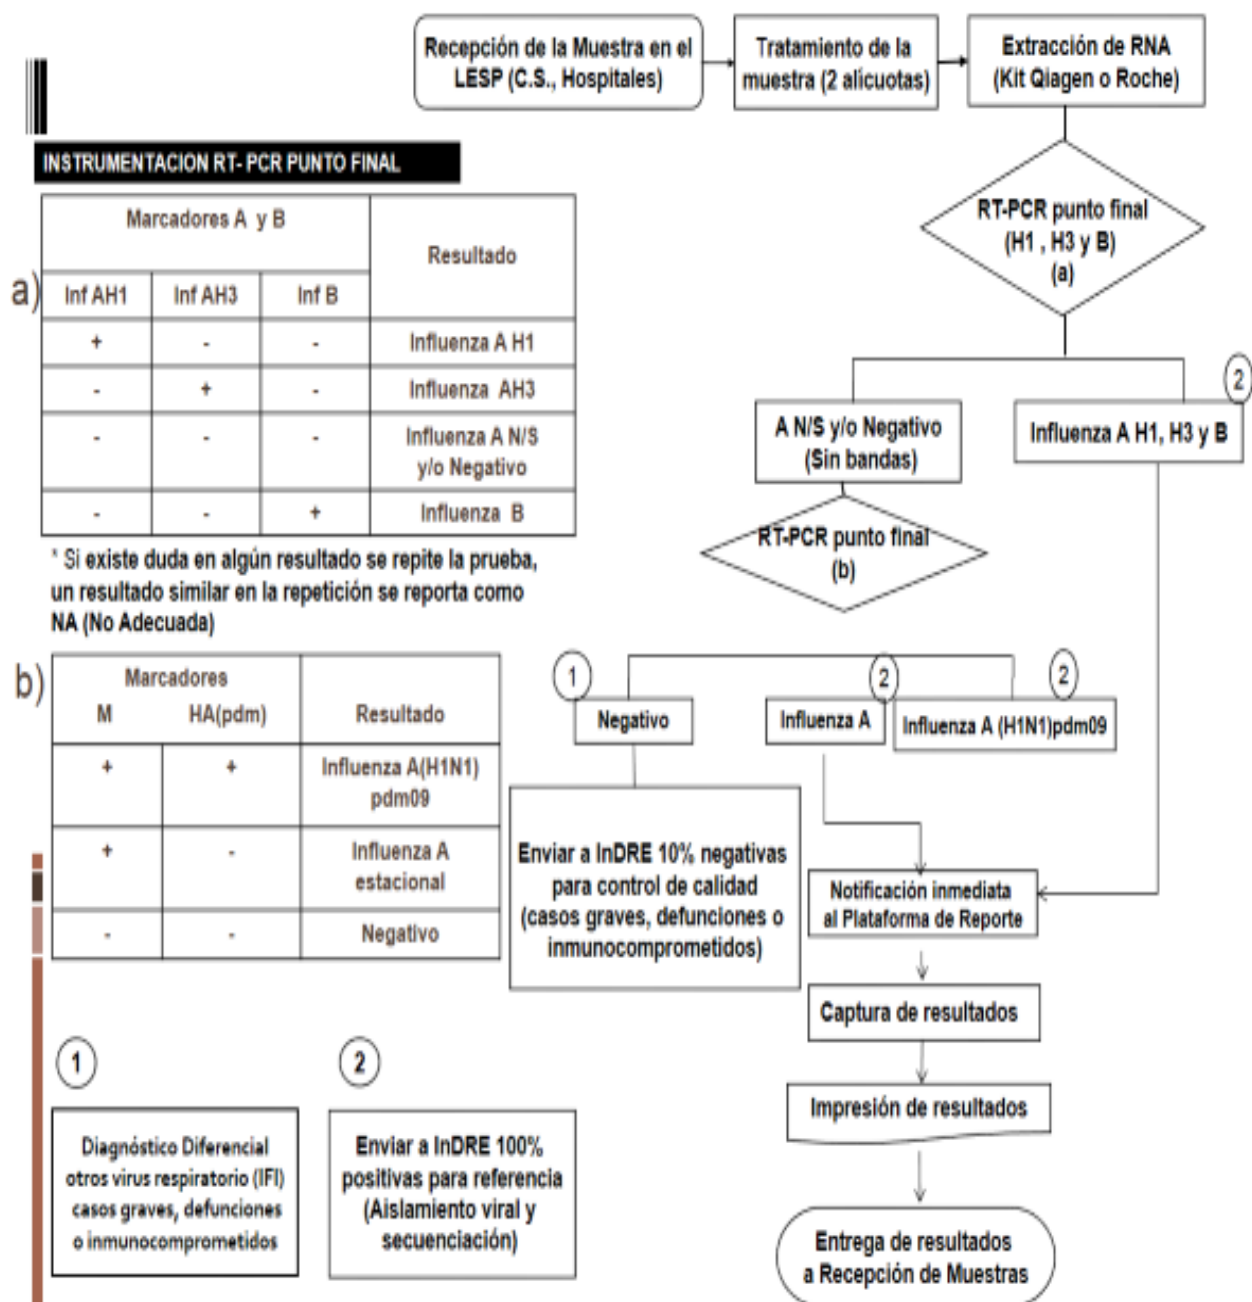 Recepción de la Muestra en el
LESP (C.S., Hospitales)
Tratamiento de la
muestra (2 alicuotas)
Extracción de RNA
(Kit Qiagen o Roche)
INSTRUMENTACION RT- PCR PUNTO FINAL
a)
Marcadores A y B
Resultado
Inf AH1
Inf AH3
Inf B
+ - - Influenza A H1
- + - Influenza AH3
- - - Influenza A N/S
y/o Negativo
- - + Influenza B
* Si existe duda en algún resultado se repite la prueba,
un resultado similar en la repetición se reporta como
NA (No Adecuada)
RT-PCR punto final
(H1 , H3 y B)
(a)
A N/S y/o Negativo
(Sin bandas)
2
Influenza A H1, H3 y B
RT-PCR punto final
(b)
b)
Marcadores
M HA(pdm) Resultado
+ + Influenza A(H1N1)
pdm09
+ - Influenza A
estacional
- - Negativo
1
Negativo
2
Influenza A
2
Influenza A (H1N1)pdm09
Enviar a InDRE 10% negativas
para control de calidad
(casos graves, defunciones o
inmunocomprometidos)
Notificación inmediata
al Plataforma de Reporte
Captura de resultados
Impresión de resultados
Entrega de resultados
a Recepción de Muestras
1
Diagnóstico Diferencial
otros virus respiratorio (IFI)
casos graves, defunciones
o inmunocomprometidos
2
Enviar a InDRE 100%
positivas para referencia
(Aislamiento viral y
secuenciación)